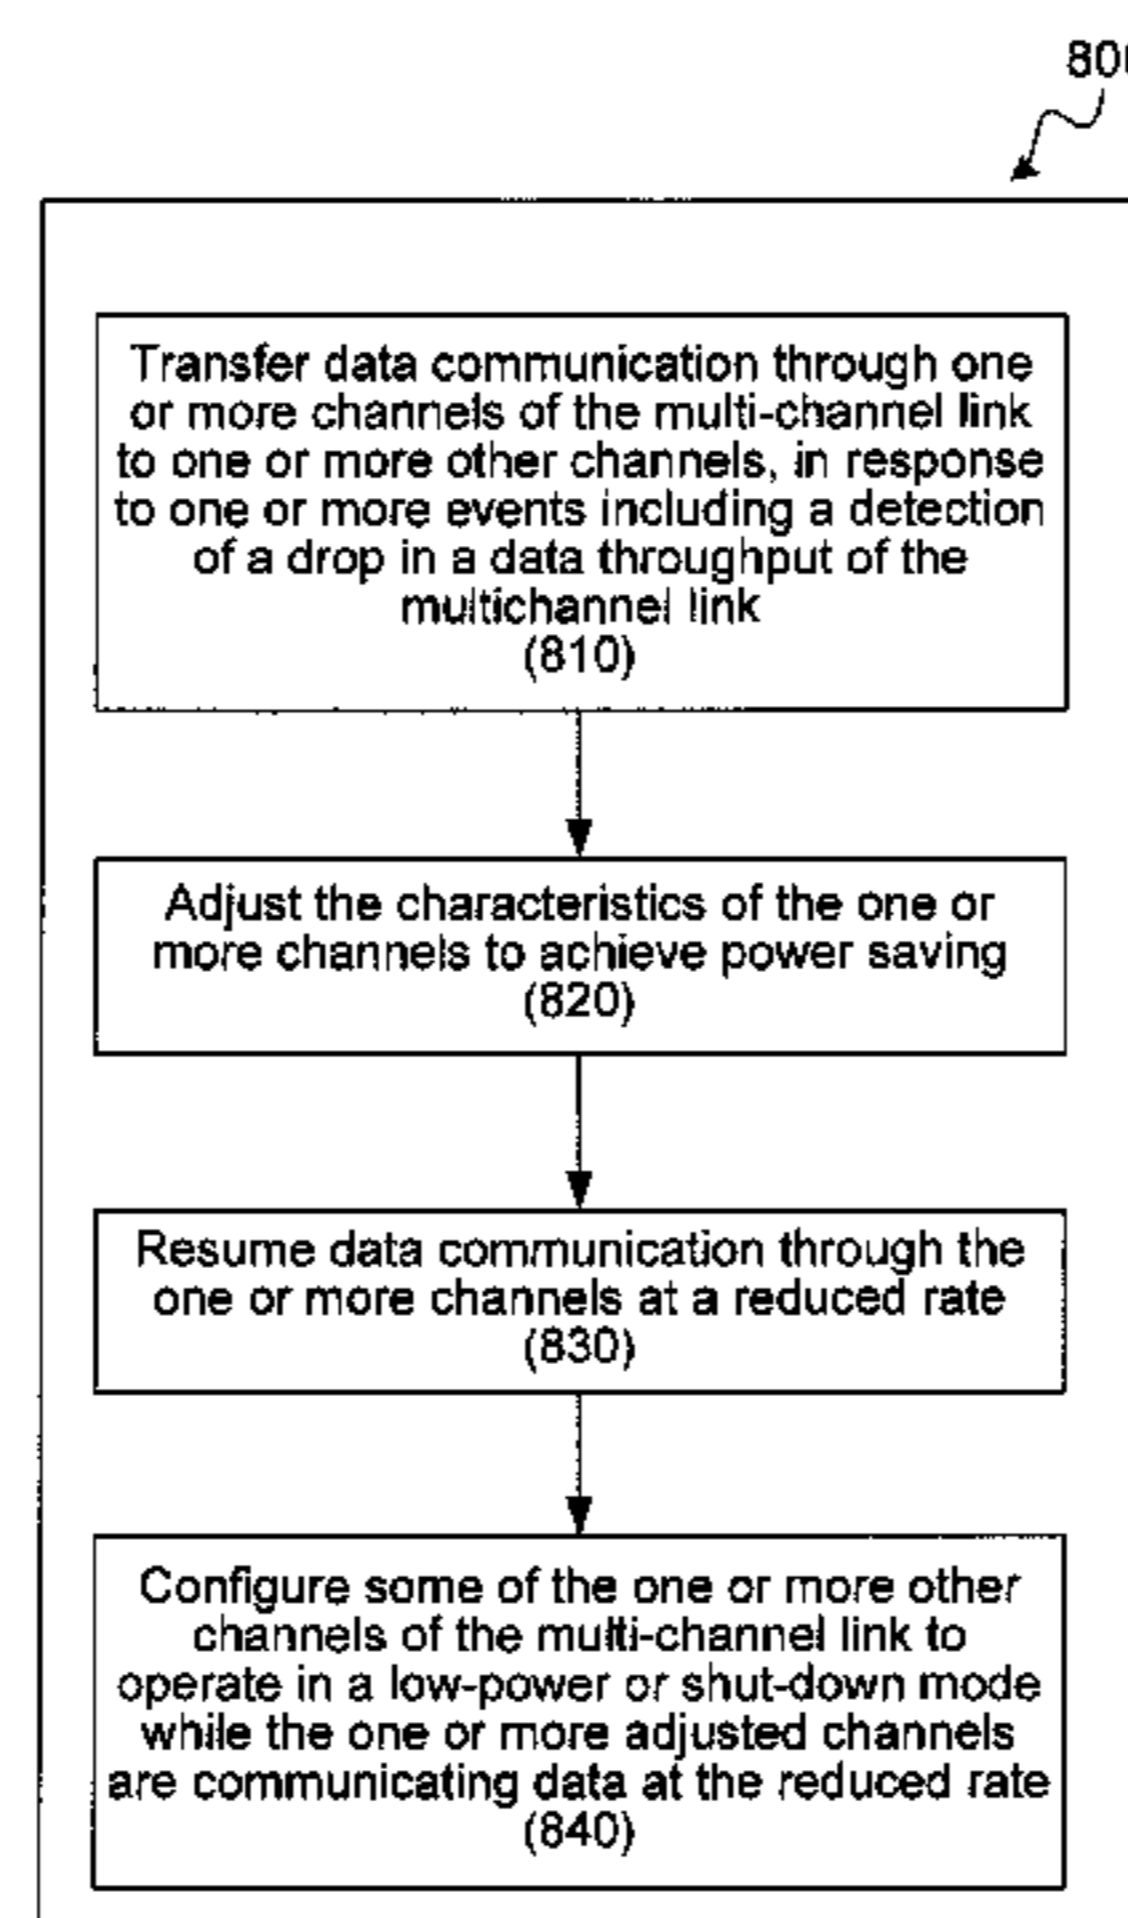 800
Transfer data communication through one
or more channels of the multi-channel link
to one or more other channels, in response
to one or more events including a detection
of a drop in a data throughput of the
multichannel link
(810)
Adjust the characteristics of the one or
more channels to achieve power saving
(820)
Resume data communication through the
one or more channels at a reduced rate
(830)
Configure some of the one or more other
channels of the multi-channel link to
operate in a low-power or shut-down mode
while the one or more adjusted channels
are communicating data at the reduced rate
(840)